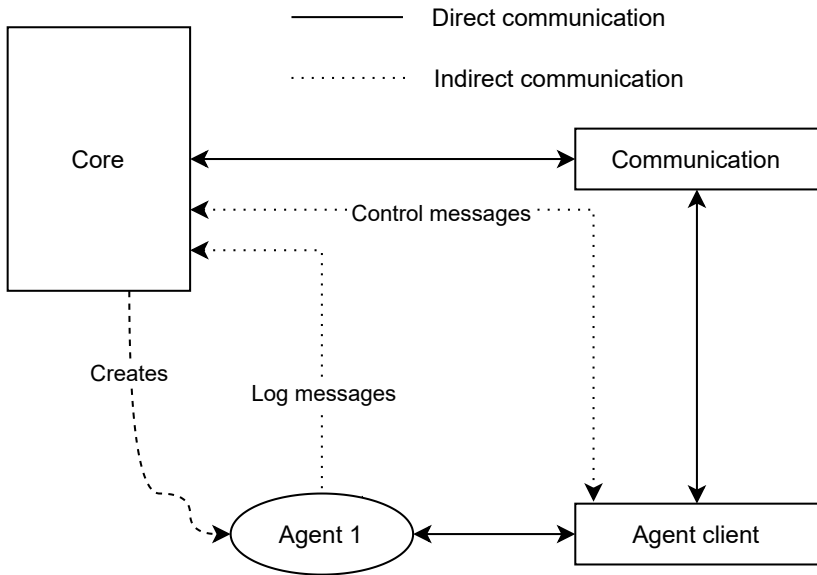 Direct communication
Indirect communication
Core
Communication
Control messages
Creates
Log messages
Agent 1
Agent client